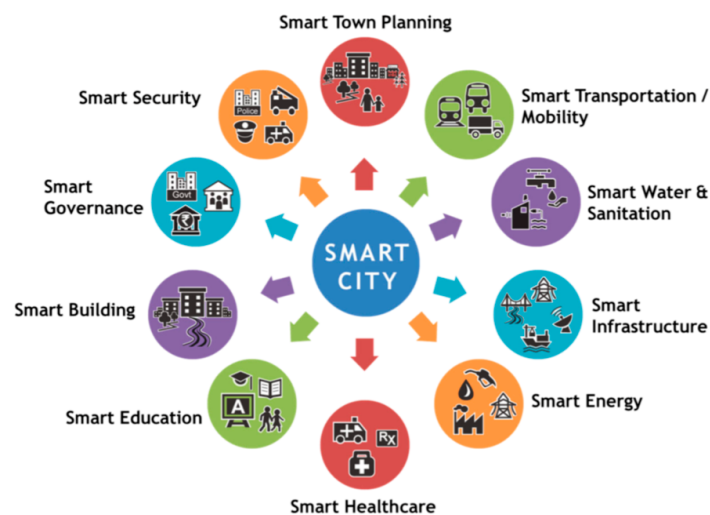 Smart Town Planning
Smart Security
Police
Smart Transportation /
Mobility
Smart
Governance
Govt
₹
Smart Water &
Sanitation
SMART
CITY
Smart Building
Smart
Infrastructure
Smart Education
A
Smart Energy
Rx
Smart Healthcare